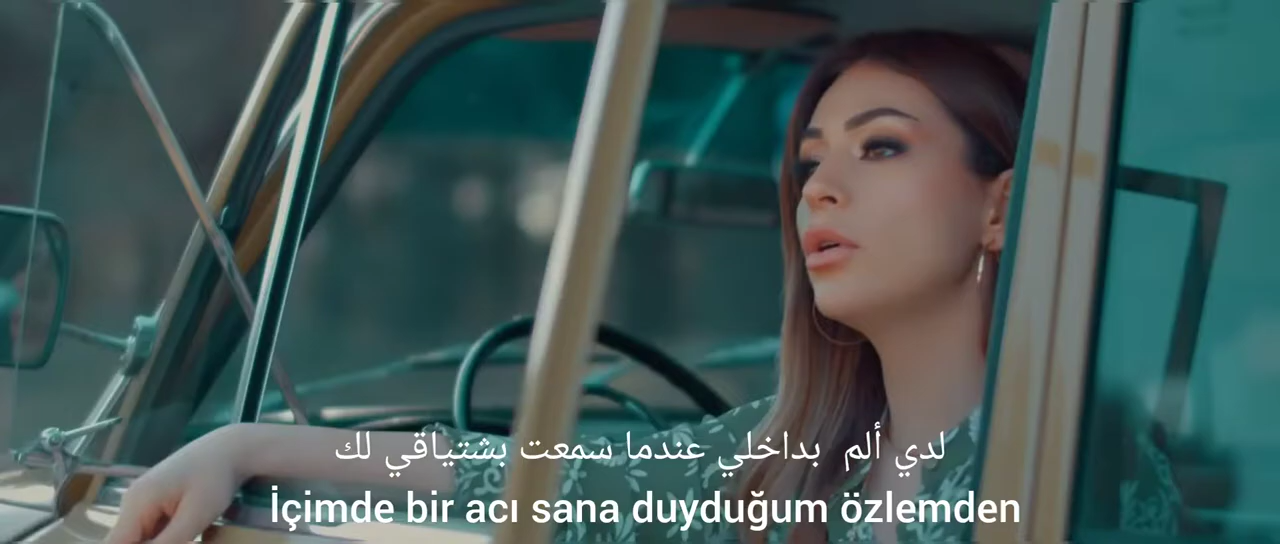 لدي ألم بداخلي عندما سمعت بشتياقي لك
İçimde bir acı sana duyduğum özlemden